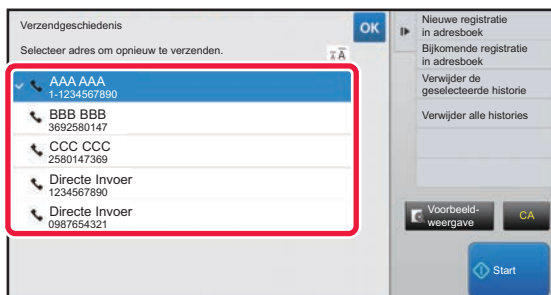 Verzendgeschiedenis
OK
Selecteer adres om opnieuw te verzenden.
A A
AAA AAA
1-1234567890
BBB BBB
3692580147
CCC CCC
2580147369
Directe Invoer
1234567890
Directe Invoer
0987654321
Nieuwe registratie
in adresboek
Bijkomende registratie
in adresboek
Verwijder de
geselecteerde historie
Verwijder alle histories
Voorbeeld-
weergave
CA
Start